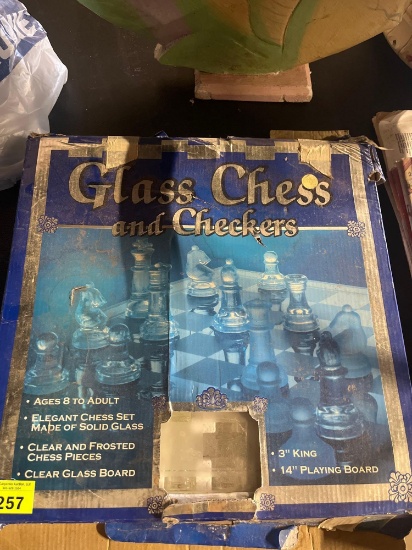 Glass Chess
and Checkers
• AGES 8 TO ADULT
• ELEGANT CHESS SET
MADE OF SOLID GLASS
• CLEAR AND FROSTED
CHESS PIECES
• CLEAR GLASS BOARD
• 3" KING
• 14" PLAYING BOARD
257